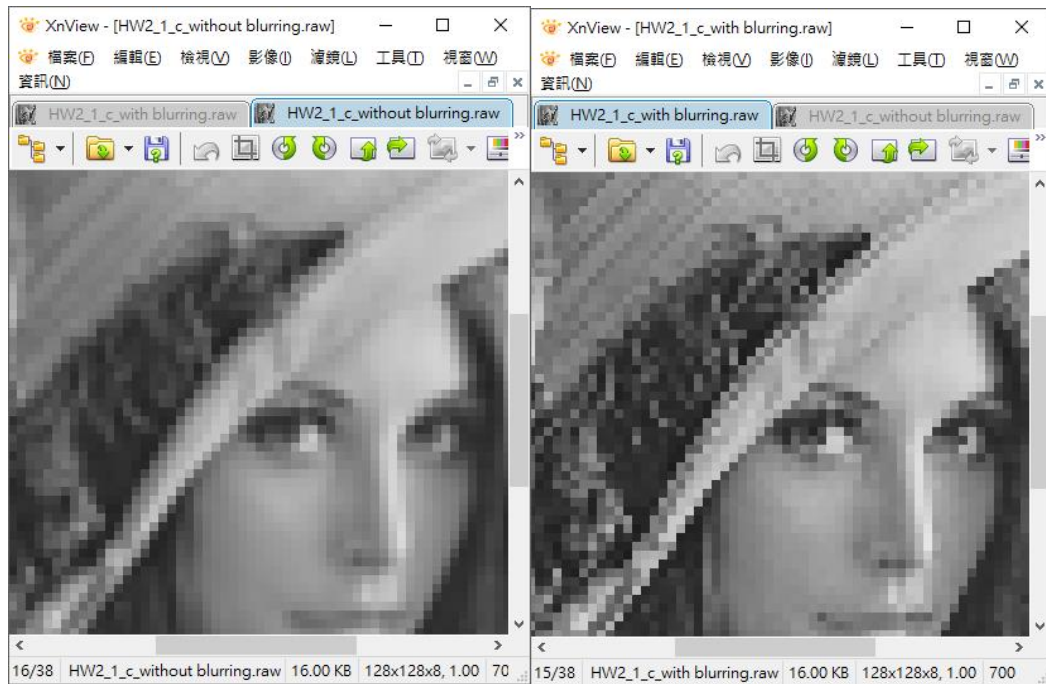 XnView - [HW2_1_c_without blurring.raw]
檔案(F) 編輯(E) 檢視(V) 影像(I) 濾鏡(L) 工具(T) 視窗(W)
資訊(N)
HW2_1_c_with blurring.raw HW2_1_c_without blurring.raw
16/38 HW2_1_c_without blurring.raw 16.00 KB 128x128x8, 1.00 70
XnView - [HW2_1_c_with blurring.raw]
檔案(F) 編輯(E) 檢視(V) 影像(I) 濾鏡(L) 工具(T) 視窗(W)
資訊(N)
HW2_1_c_with blurring.raw HW2_1_c_without blurring.raw
15/38 HW2_1_c_with blurring.raw 16.00 KB 128x128x8, 1.00 700